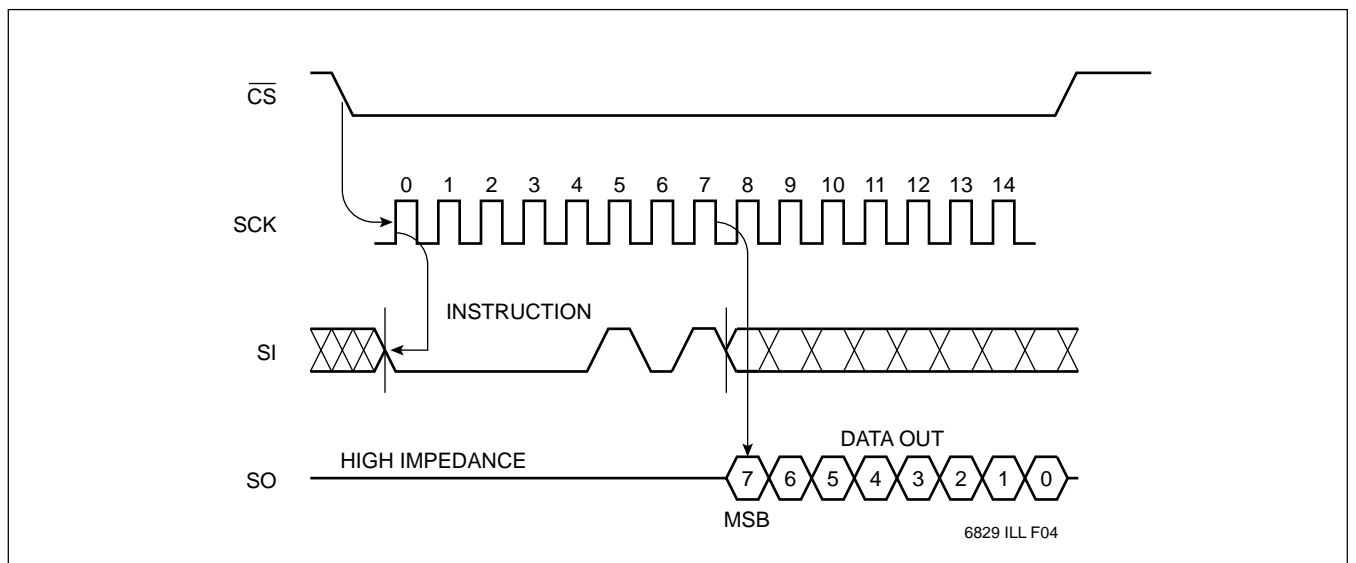 CS
0 1 2 3 4 5 6 7 8 9 10 11 12 13 14
SCK
INSTRUCTION
SI
DATA OUT
HIGH IMPEDANCE
SO
7 6 5 4 3 2 1 0
MSB
6829 ILL F04